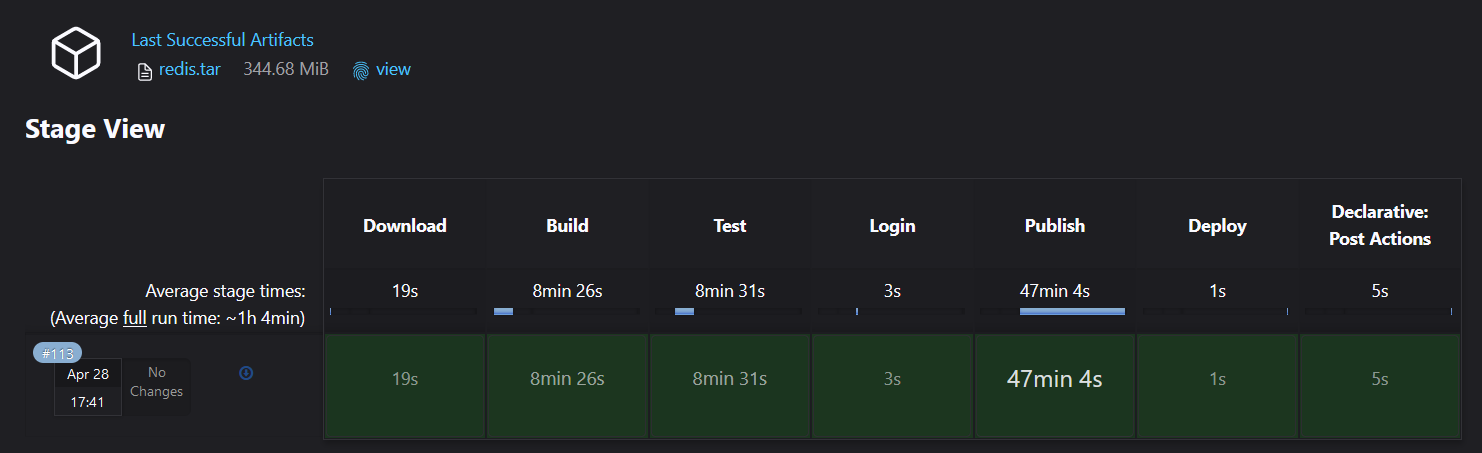 Last Successful Artifacts
redis.tar 344.68 MiB view
Stage View
Download Build Test Login Publish Deploy Declarative: Post Actions
Average stage times: 19s 8min 26s 8min 31s 3s 47min 4s 1s 5s
(Average full run time: ~1h 4min)
#113
Apr 28
17:41
No
Changes
19s 8min 26s 8min 31s 3s 47min 4s 1s 5s